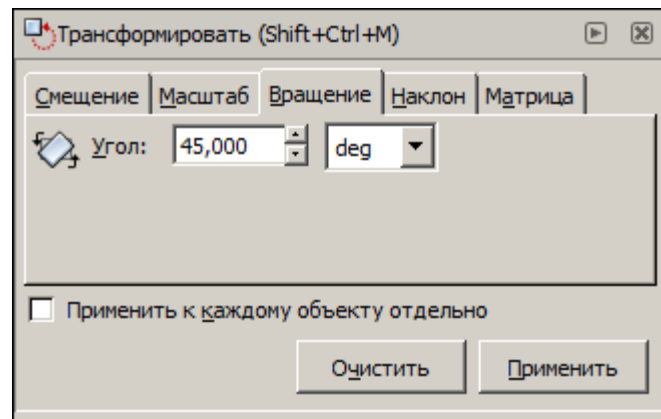 Трансформировать (Shift+Ctrl+M)
Смещение Масштаб Вращение Наклон Матрица
Угол: 45,000 deg
Применить к каждому объекту отдельно
Очистить Применить